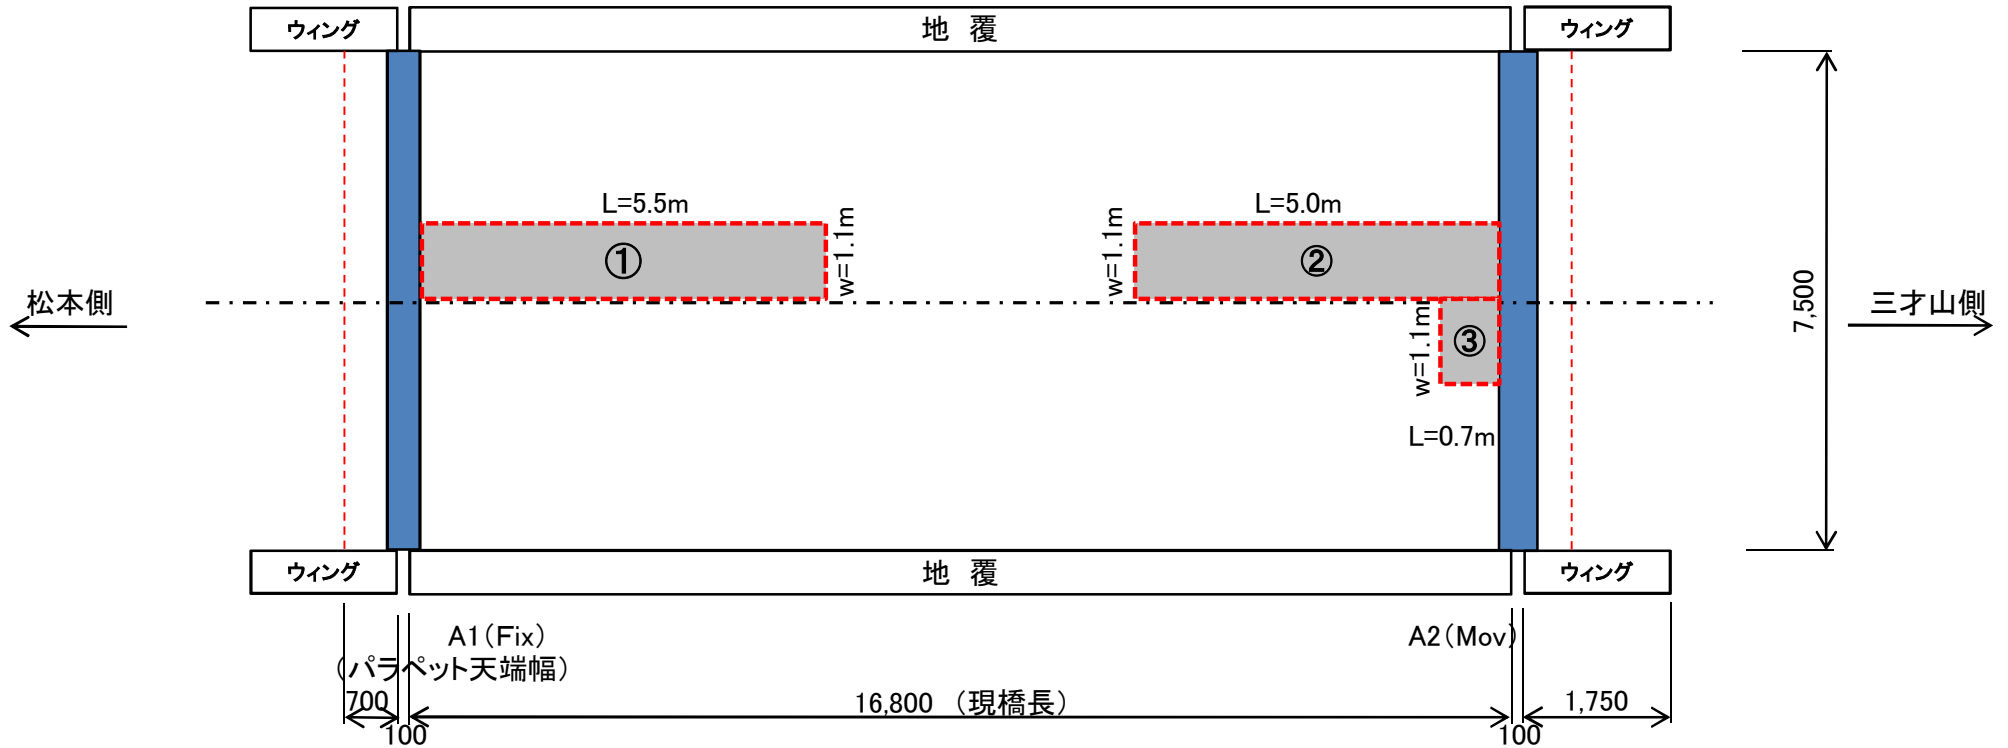 ウィング
地 覆
ウィング
L=5.5m
w=1.1m
①
L=5.0m
w=1.1m
②
松本側
三才山側
7,500
w=1.1m
③
L=0.7m
ウィング
地 覆
ウィング
A1(Fix)
(パラペット天端幅)
A2(Mov)
700
100
16,800 (現橋長)
100
1,750